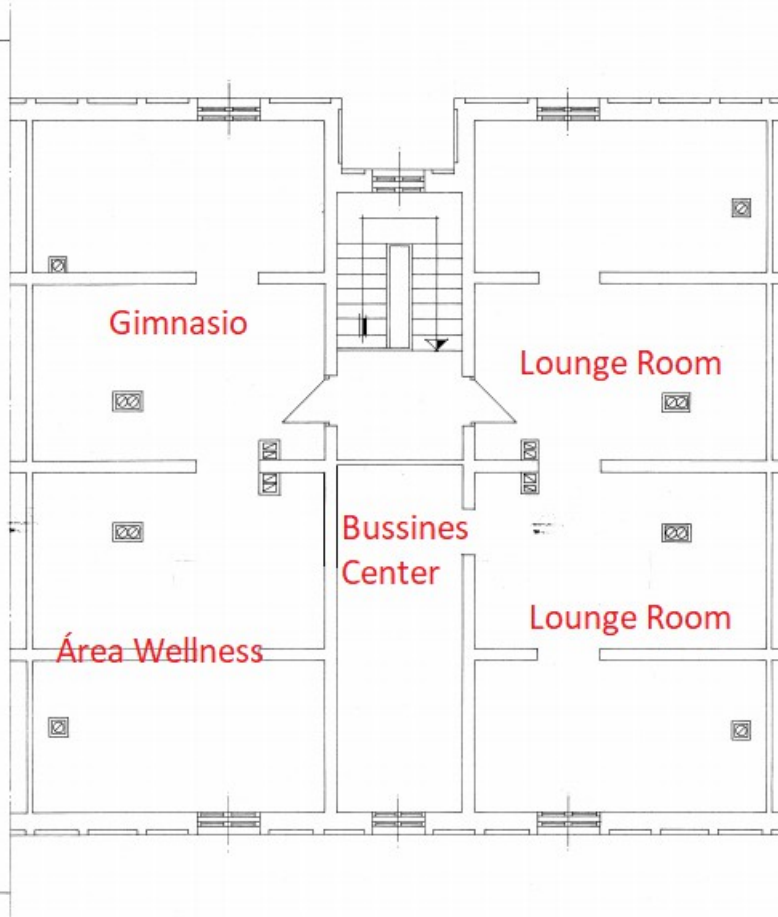 Gimnasio
Lounge Room
Bussines
Center
Lounge Room
Área Wellness